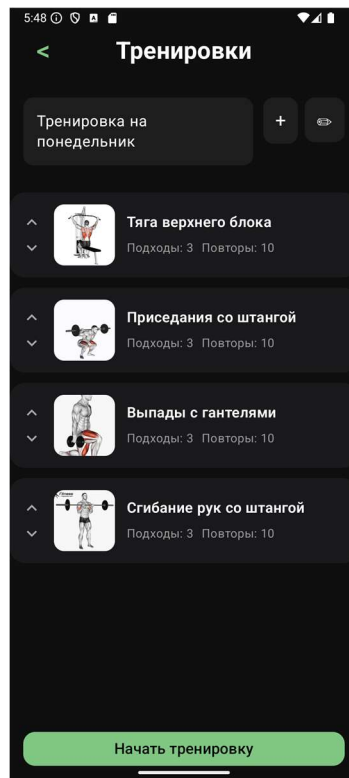 5:48
<
Тренировки
Тренировка на
понедельник
+
Тяга верхнего блока
Подходы: 3 Повторы: 10
Приседания со штангой
Подходы: 3 Повторы: 10
Выпады с гантелями
Подходы: 3 Повторы: 10
Сгибание рук со штангой
Подходы: 3 Повторы: 10
Начать тренировку